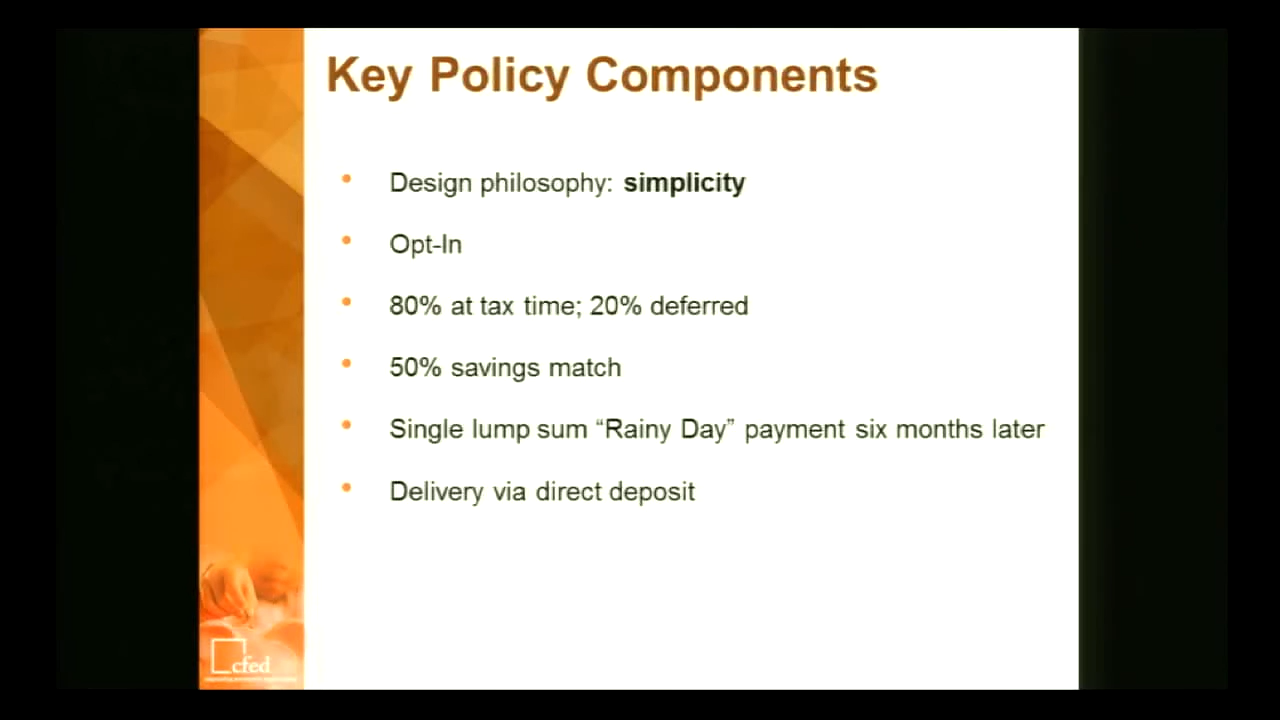 Key Policy Components
• Design philosophy: simplicity
• Opt-In
• 80% at tax time; 20% deferred
• 50% savings match
• Single lump sum “Rainy Day” payment six months later
• Delivery via direct deposit
cfed